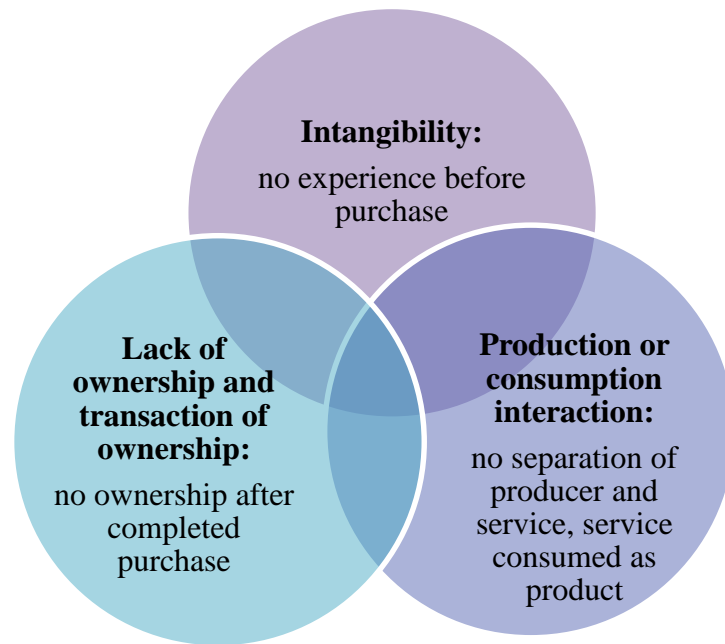 Intangibility:
no experience before
purchase
Lack of
ownership and
transaction of
ownership:
no ownership after
completed
purchase
Production or
consumption
interaction:
no separation of
producer and
service, service
consumed as
product